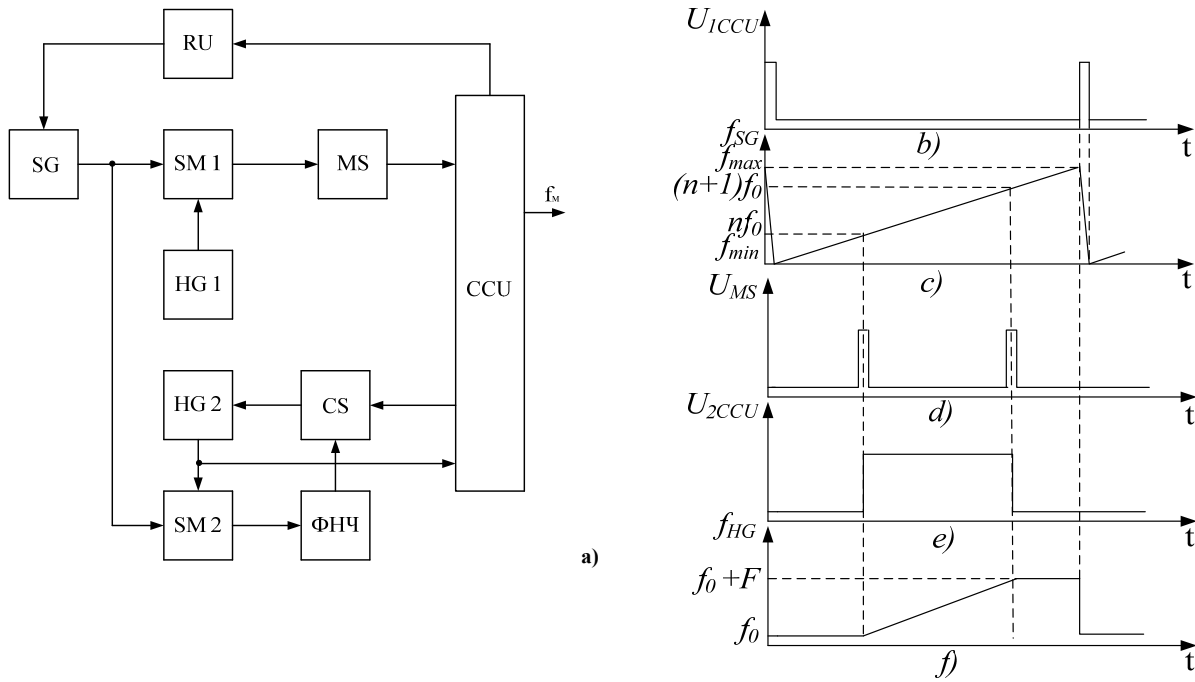 RU
SG
SM 1
MS
fм
HG 1
CCU
HG 2
CS
SM 2
ФНЧ
a)
U1CCU
t
b)
fSG
fmax
(n+1)f0
nf0
fmin
t
c)
UMS
t
d)
U2CCU
t
e)
fHG
f0 +F
f0
t
f)